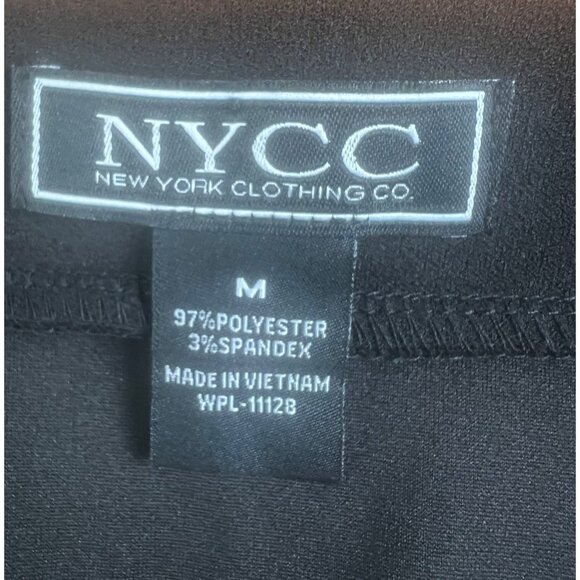 NYCC
NEW YORK CLOTHING CO.
M
97%POLYESTER
3%SPANDEX
MADE IN VIETNAM
WPL-11128